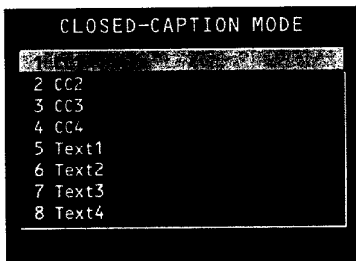 CLOSED-CAPTION MODE
2 CC2
3 CC3
4 CC4
5 Text1
6 Text2
7 Text3
8 Text4